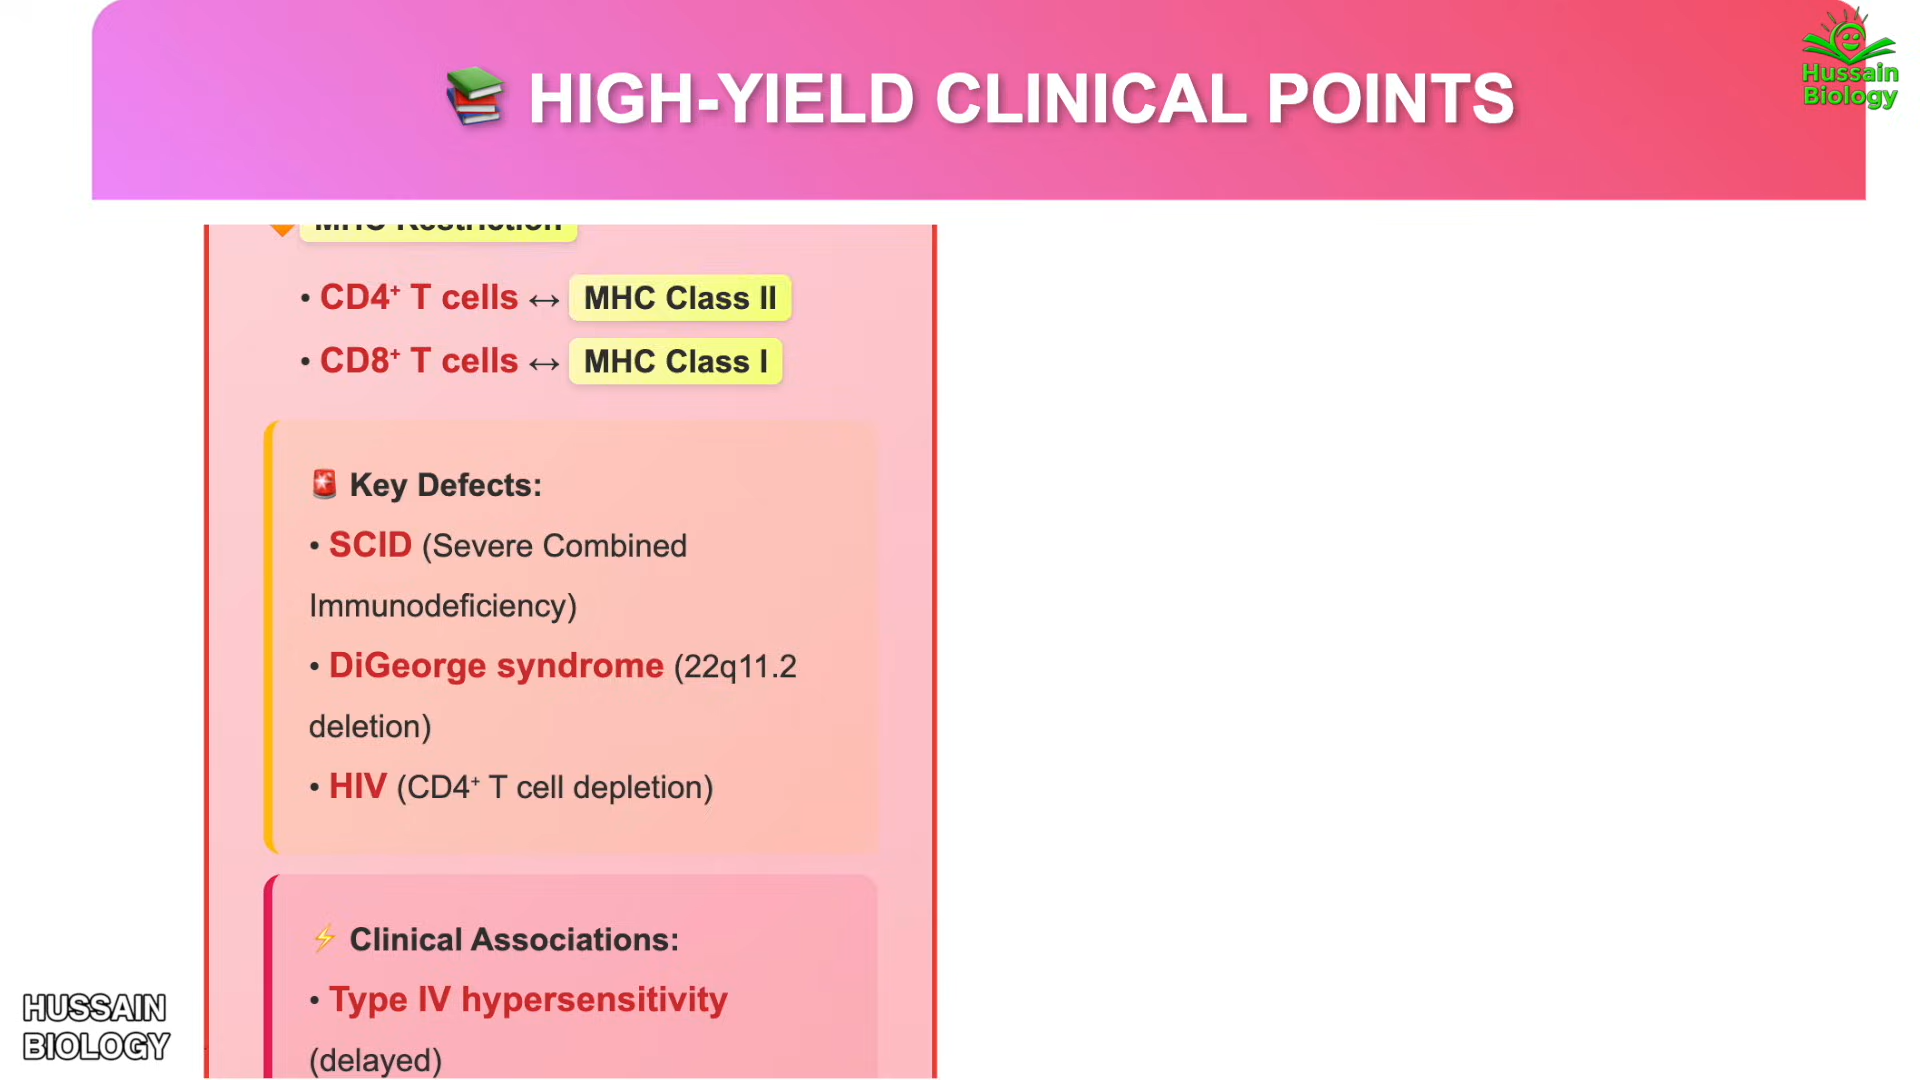 📚 HIGH-YIELD CLINICAL POINTS
Hussain
Biology
MHC Restriction
• CD4⁺ T cells ↔ MHC Class II
• CD8⁺ T cells ↔ MHC Class I
🚨 Key Defects:
• SCID (Severe Combined
Immunodeficiency)
• DiGeorge syndrome (22q11.2
deletion)
• HIV (CD4⁺ T cell depletion)
⚡ Clinical Associations:
• Type IV hypersensitivity
(delayed)
HUSSAIN
BIOLOGY